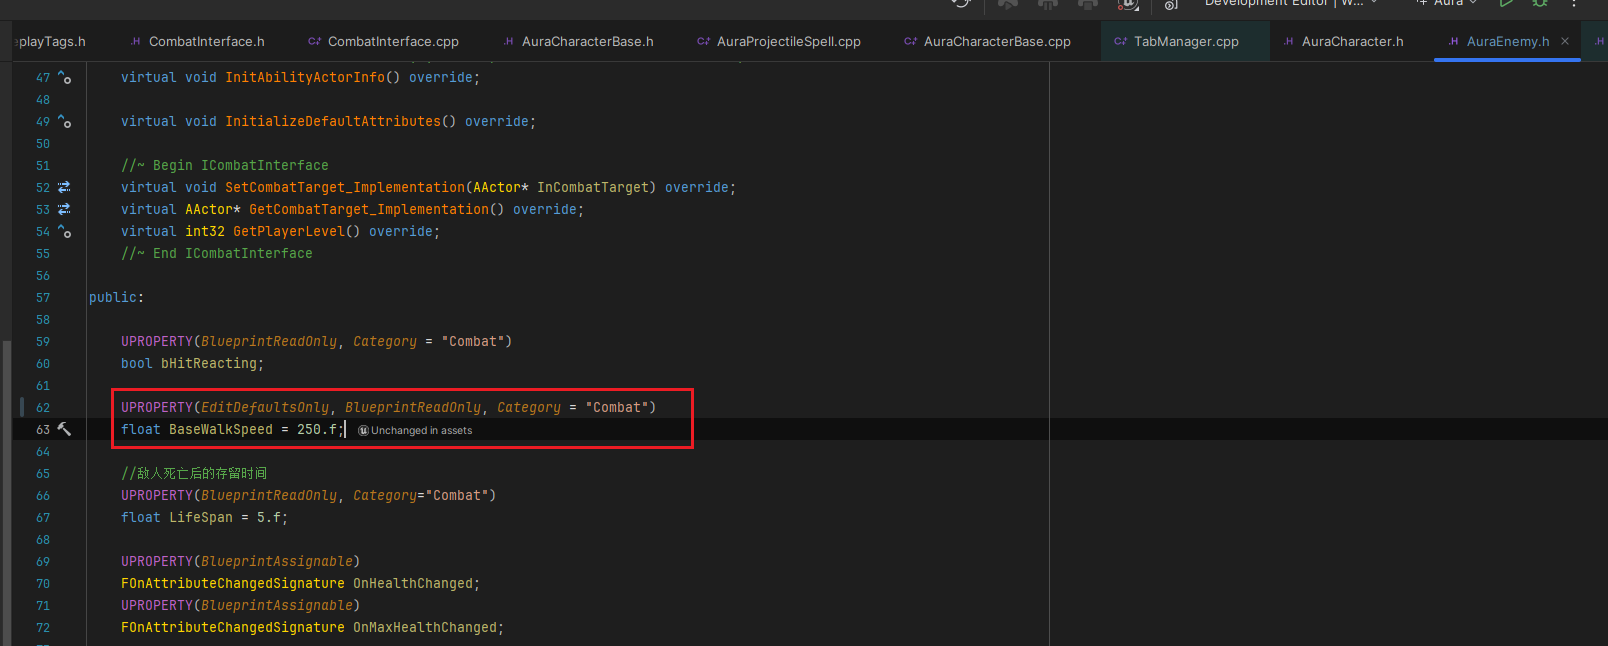 Development Editor | W... Aura
playTags.h CombatInterface.h CombatInterface.cpp AuraCharacterBase.h AuraProjectileSpell.cpp AuraCharacterBase.cpp TabManager.cpp AuraCharacter.h AuraEnemy.h
47 virtual void InitAbilityActorInfo() override;
48
49 virtual void InitializeDefaultAttributes() override;
50
51 //~ Begin ICombatInterface
52 virtual void SetCombatTarget_Implementation(AActor* InCombatTarget) override;
53 virtual AActor* GetCombatTarget_Implementation() override;
54 virtual int32 GetPlayerLevel() override;
55 //~ End ICombatInterface
56
57 public:
58
59 UPROPERTY(BlueprintReadOnly, Category = "Combat")
60 bool bHitReacting;
61
62 UPROPERTY(EditDefaultsOnly, BlueprintReadOnly, Category = "Combat")
63 float BaseWalkSpeed = 250.f; Unchanged in assets
64
65 //敌人死亡后的存留时间
66 UPROPERTY(BlueprintReadOnly, Category="Combat")
67 float LifeSpan = 5.f;
68
69 UPROPERTY(BlueprintAssignable)
70 FOnAttributeChangedSignature OnHealthChanged;
71 UPROPERTY(BlueprintAssignable)
72 FOnAttributeChangedSignature OnMaxHealthChanged;